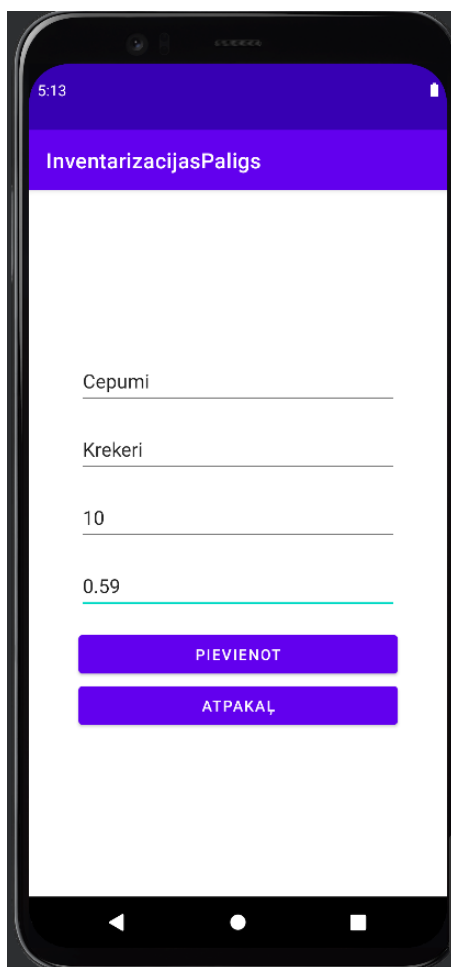 5:13
InventarizacijasPaligs
Cepumi
Krekeri
10
0.59
PIEVIENOT
ATPAKAĻ